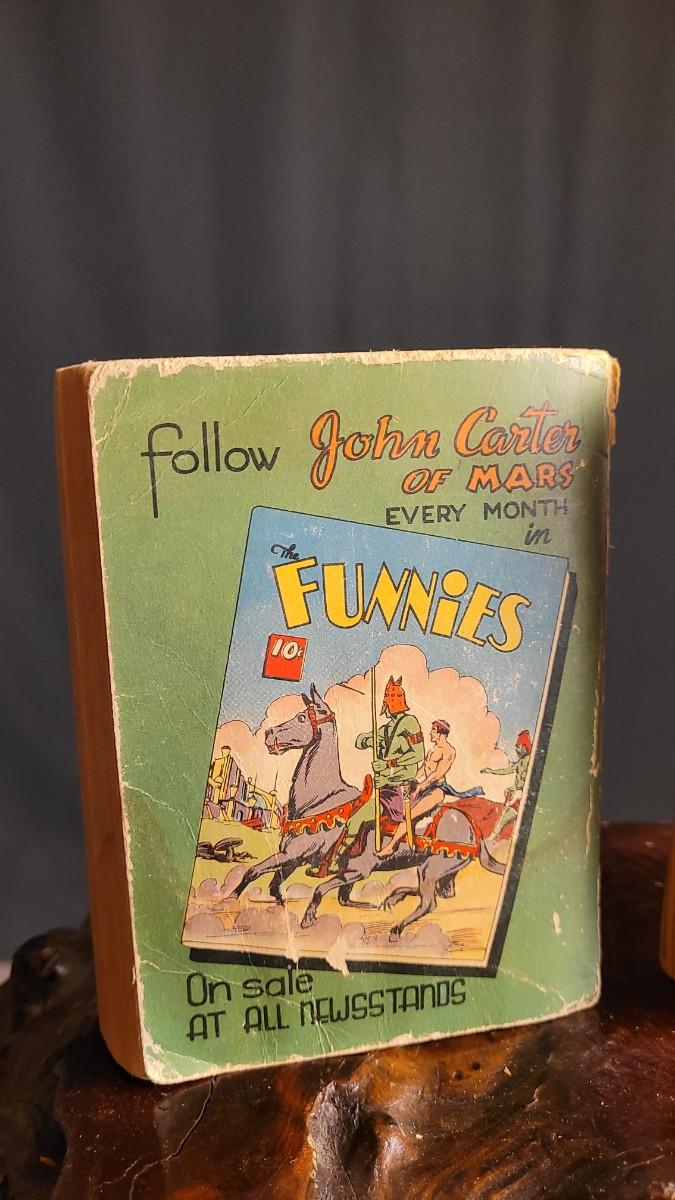 follow John Carter
OF MARS
EVERY MONTH
in
The
FUNNiES
10¢
On sale
AT ALL NEWSSTANDS